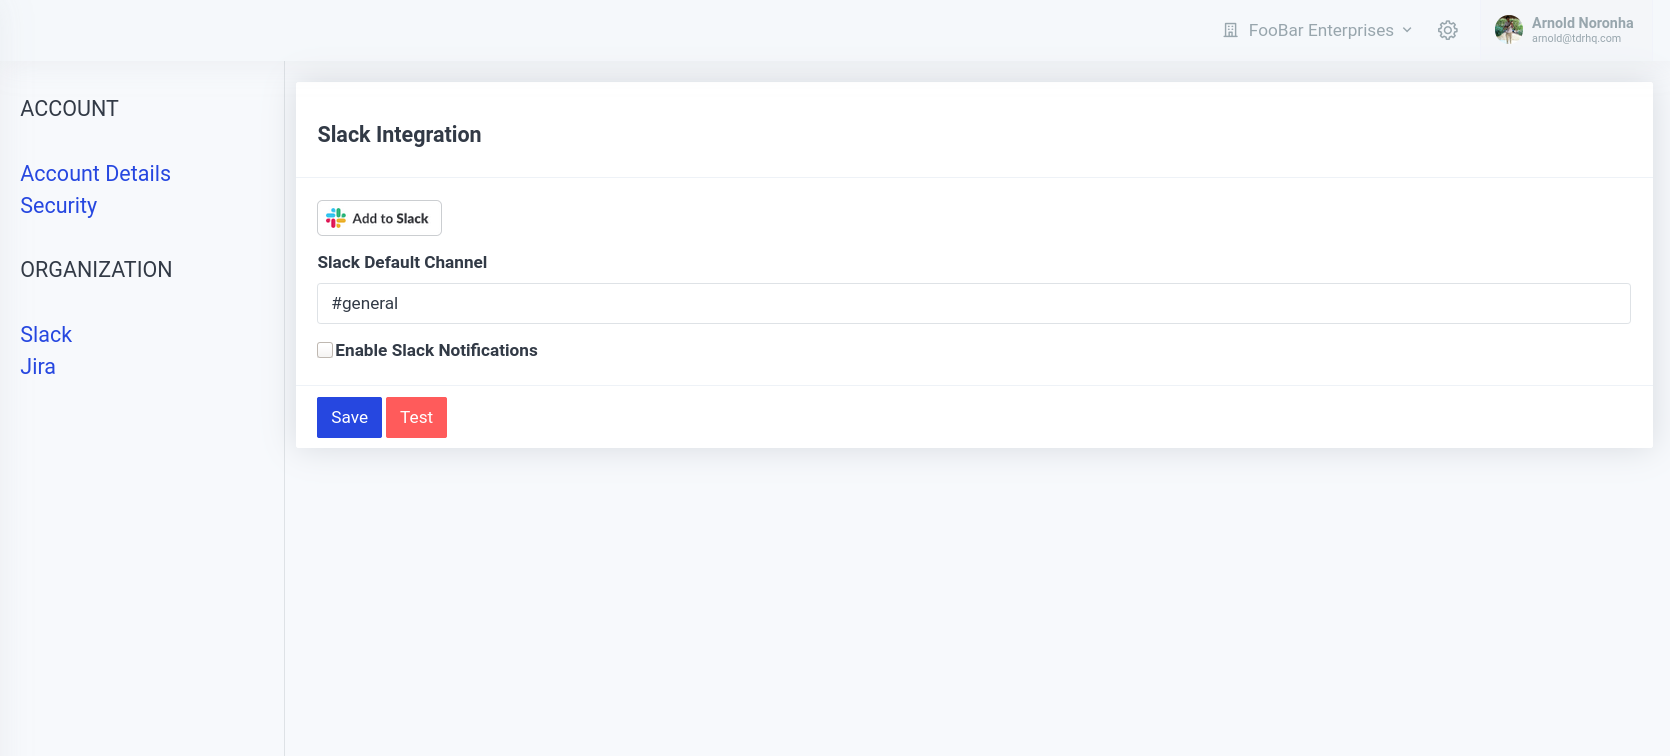 FooBar Enterprises
Arnold Noronha
arnold@tdrhq.com
ACCOUNT
Account Details
Security
ORGANIZATION
Slack
Jira
Slack Integration
Add to Slack
Slack Default Channel
#general
Enable Slack Notifications
Save
Test